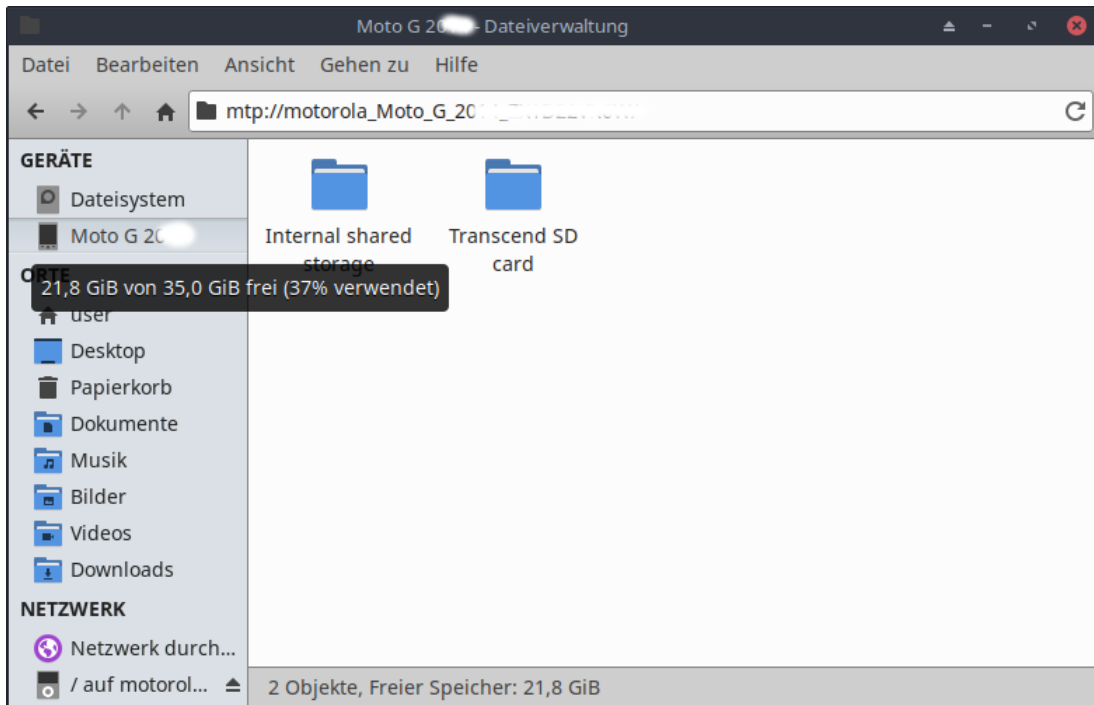 Moto G 20 - Dateiverwaltung
Datei Bearbeiten Ansicht Gehen zu Hilfe
mtp://motorola_Moto_G_20
GERÄTE
Dateisystem
Moto G 20
ORTE
21,8 GiB von 35,0 GiB frei (37% verwendet)
user
Desktop
Papierkorb
Dokumente
Musik
Bilder
Videos
Downloads
NETZWERK
Netzwerk durch...
/ auf motorol...
Internal shared
storage
Transcend SD
card
2 Objekte, Freier Speicher: 21,8 GiB